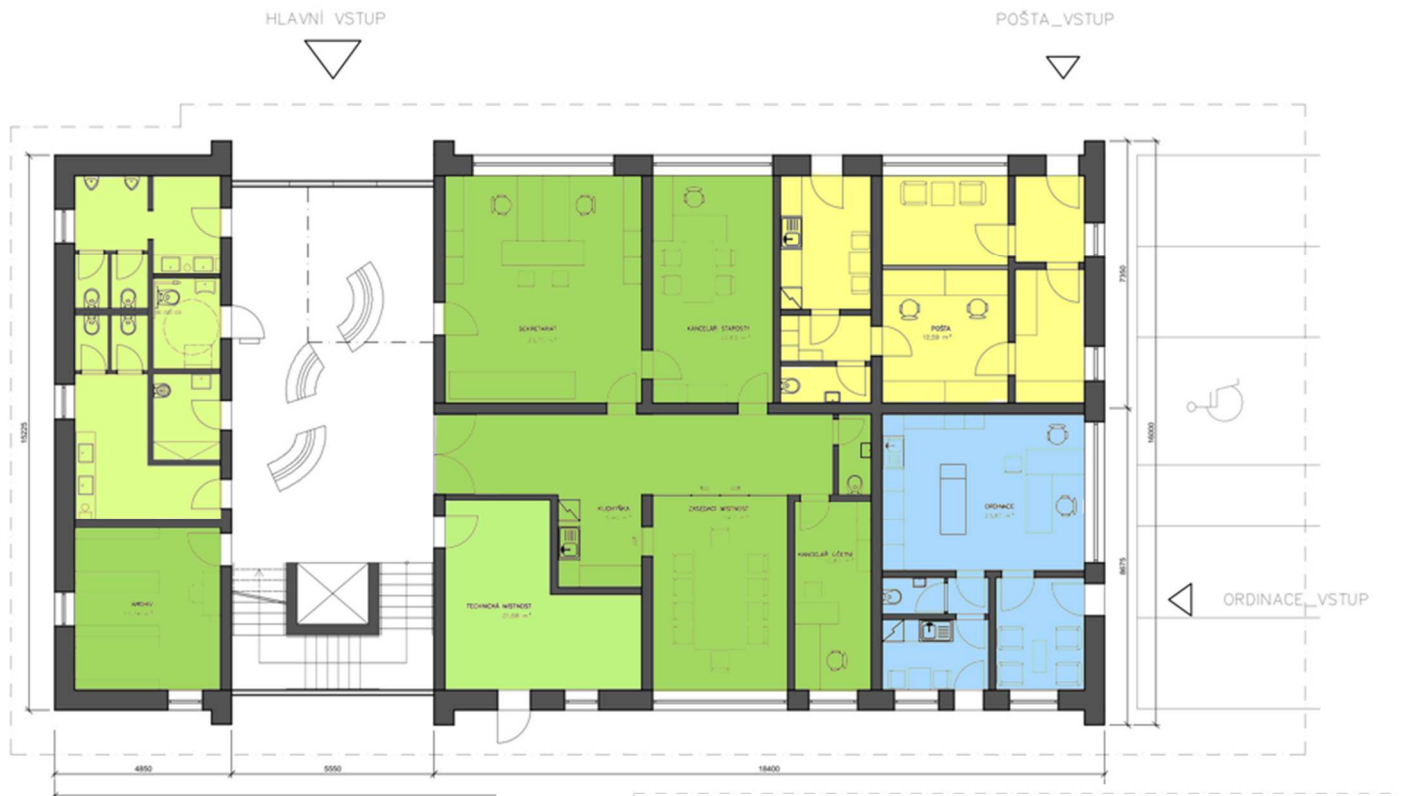 HLAVNÍ VSTUP
POŠTA_VSTUP
SEKRETARIÁT
KANCELÁŘ STAROSTY
POŠTA
12,59 m²
7350
15225
16000
KUCHYŇKA
ZASEDACÍ MÍSTNOST
ORDINACE
KANCELÁŘ ÚČETNÍ
8675
ARCHIV
TECHNICKÁ MÍSTNOST
ORDINACE_VSTUP
4850
5550
18400